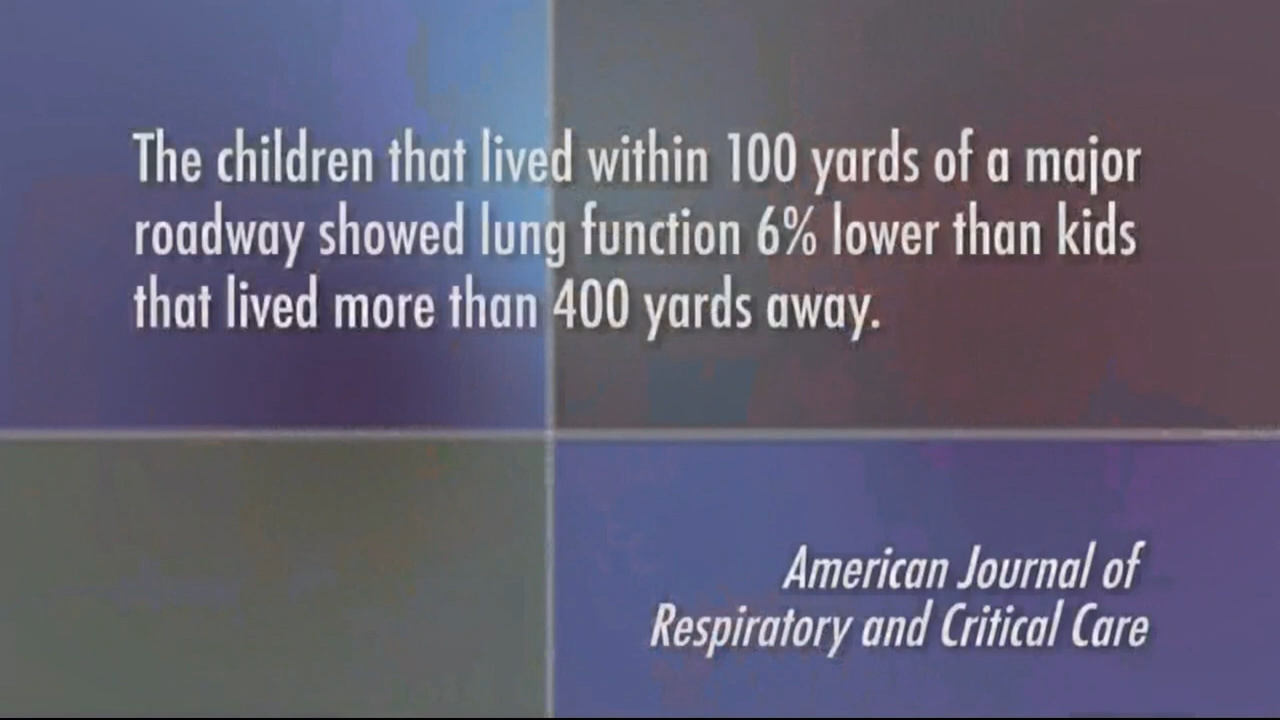 The children that lived within 100 yards of a major
roadway showed lung function 6% lower than kids
that lived more than 400 yards away.
American Journal of
Respiratory and Critical Care